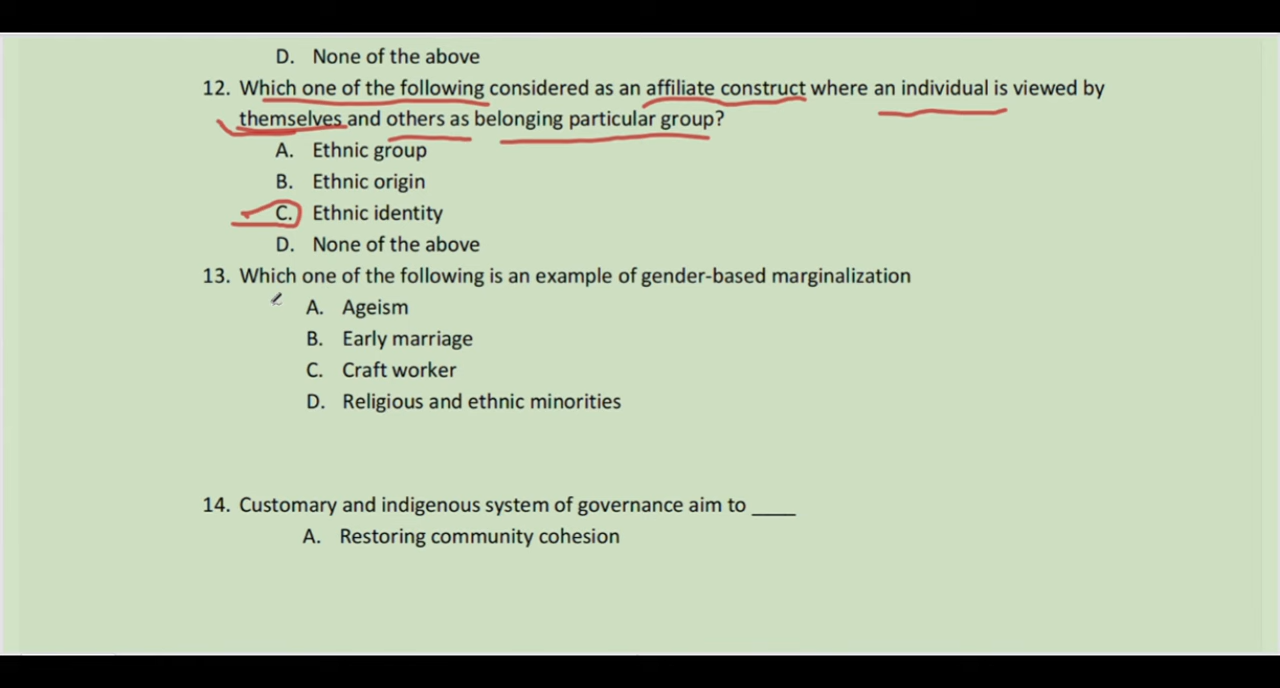 D. None of the above
12. Which one of the following considered as an affiliate construct where an individual is viewed by
themselves and others as belonging particular group?
A. Ethnic group
B. Ethnic origin
C. Ethnic identity
D. None of the above
13. Which one of the following is an example of gender-based marginalization
A. Ageism
B. Early marriage
C. Craft worker
D. Religious and ethnic minorities
14. Customary and indigenous system of governance aim to ____
A. Restoring community cohesion